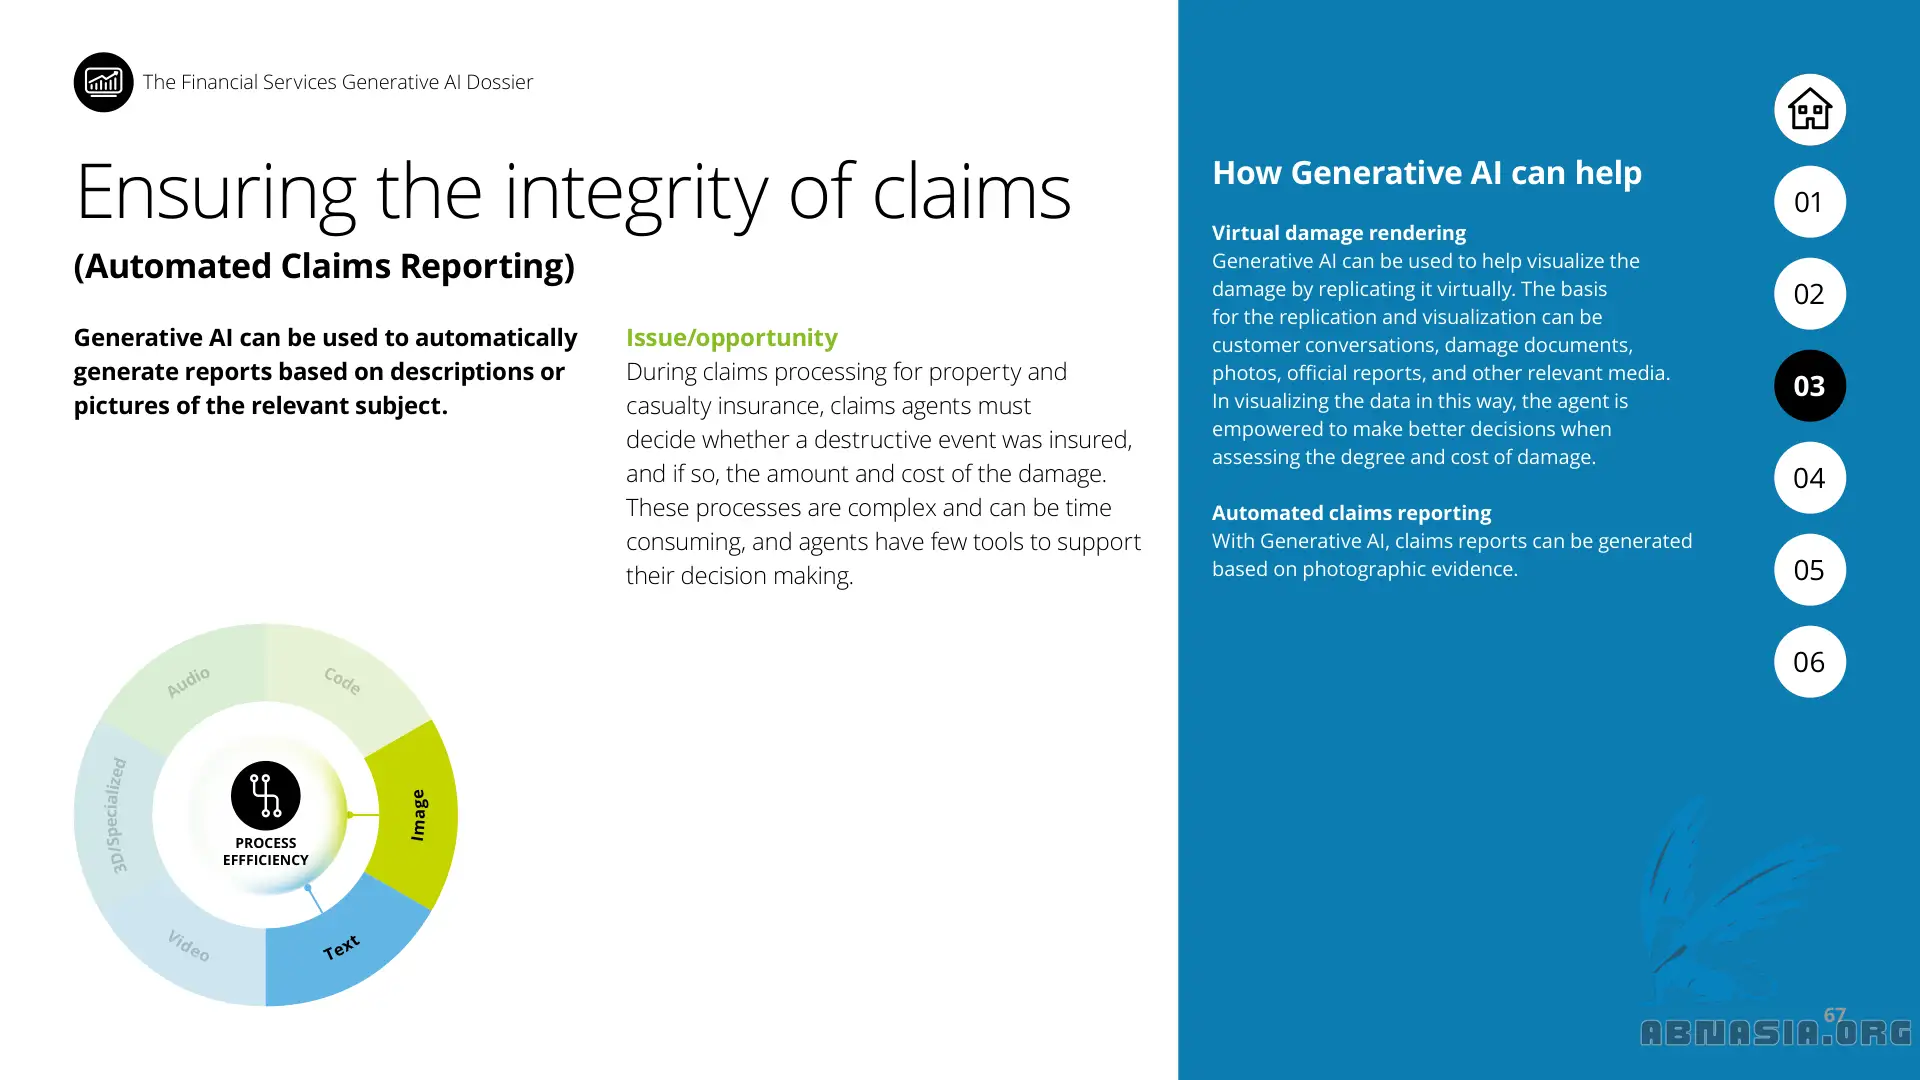 The Financial Services Generative AI Dossier
Ensuring the integrity of claims
(Automated Claims Reporting)
Generative AI can be used to automatically
generate reports based on descriptions or
pictures of the relevant subject.
Issue/opportunity
During claims processing for property and
casualty insurance, claims agents must
decide whether a destructive event was insured,
and if so, the amount and cost of the damage.
These processes are complex and can be time
consuming, and agents have few tools to support
their decision making.
Audio
Code
Image
Text
Video
3D/Specialized
PROCESS
EFFFICIENCY
How Generative AI can help
Virtual damage rendering
Generative AI can be used to help visualize the
damage by replicating it virtually. The basis
for the replication and visualization can be
customer conversations, damage documents,
photos, official reports, and other relevant media.
In visualizing the data in this way, the agent is
empowered to make better decisions when
assessing the degree and cost of damage.
Automated claims reporting
With Generative AI, claims reports can be generated
based on photographic evidence.
01
02
03
04
05
06
67
ABNASIA.ORG